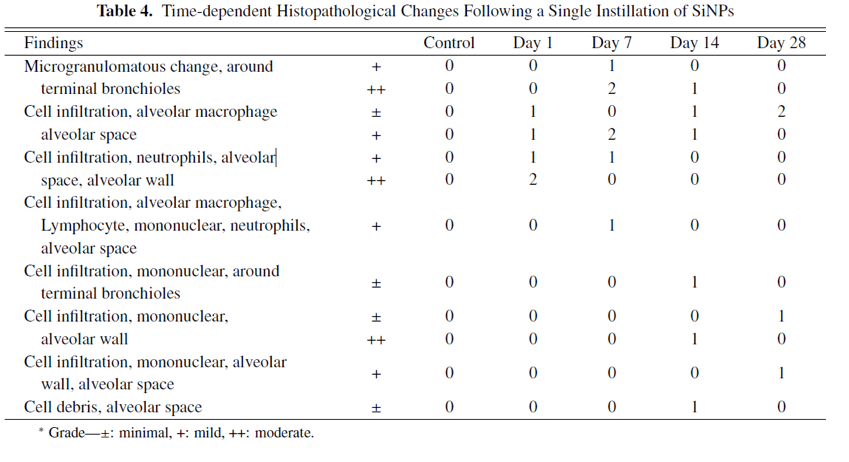 Table 4. Time-dependent Histopathological Changes Following a Single Instillation of SiNPs
Findings Control Day 1 Day 7 Day 14 Day 28
Microgranulomatous change, around + 0 0 1 0 0
terminal bronchioles ++ 0 0 2 1 0
Cell infiltration, alveolar macrophage ± 0 1 0 1 2
alveolar space + 0 1 2 1 0
Cell infiltration, neutrophils, alveolar + 0 1 1 0 0
space, alveolar wall ++ 0 2 0 0 0
Cell infiltration, alveolar macrophage,
Lymphocyte, mononuclear, neutrophils, + 0 0 1 0 0
alveolar space
Cell infiltration, mononuclear, around
terminal bronchioles ± 0 0 0 1 0
Cell infiltration, mononuclear, ± 0 0 0 0 1
alveolar wall ++ 0 0 0 1 0
Cell infiltration, mononuclear, alveolar
wall, alveolar space + 0 0 0 0 1
Cell debris, alveolar space ± 0 0 0 1 0
* Grade—±: minimal, +: mild, ++: moderate.